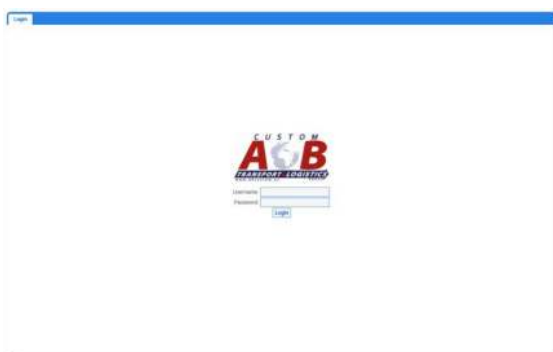 Login
CUSTOM
A B
TRANSPORT LOGISTICS
Username:
Password:
Login